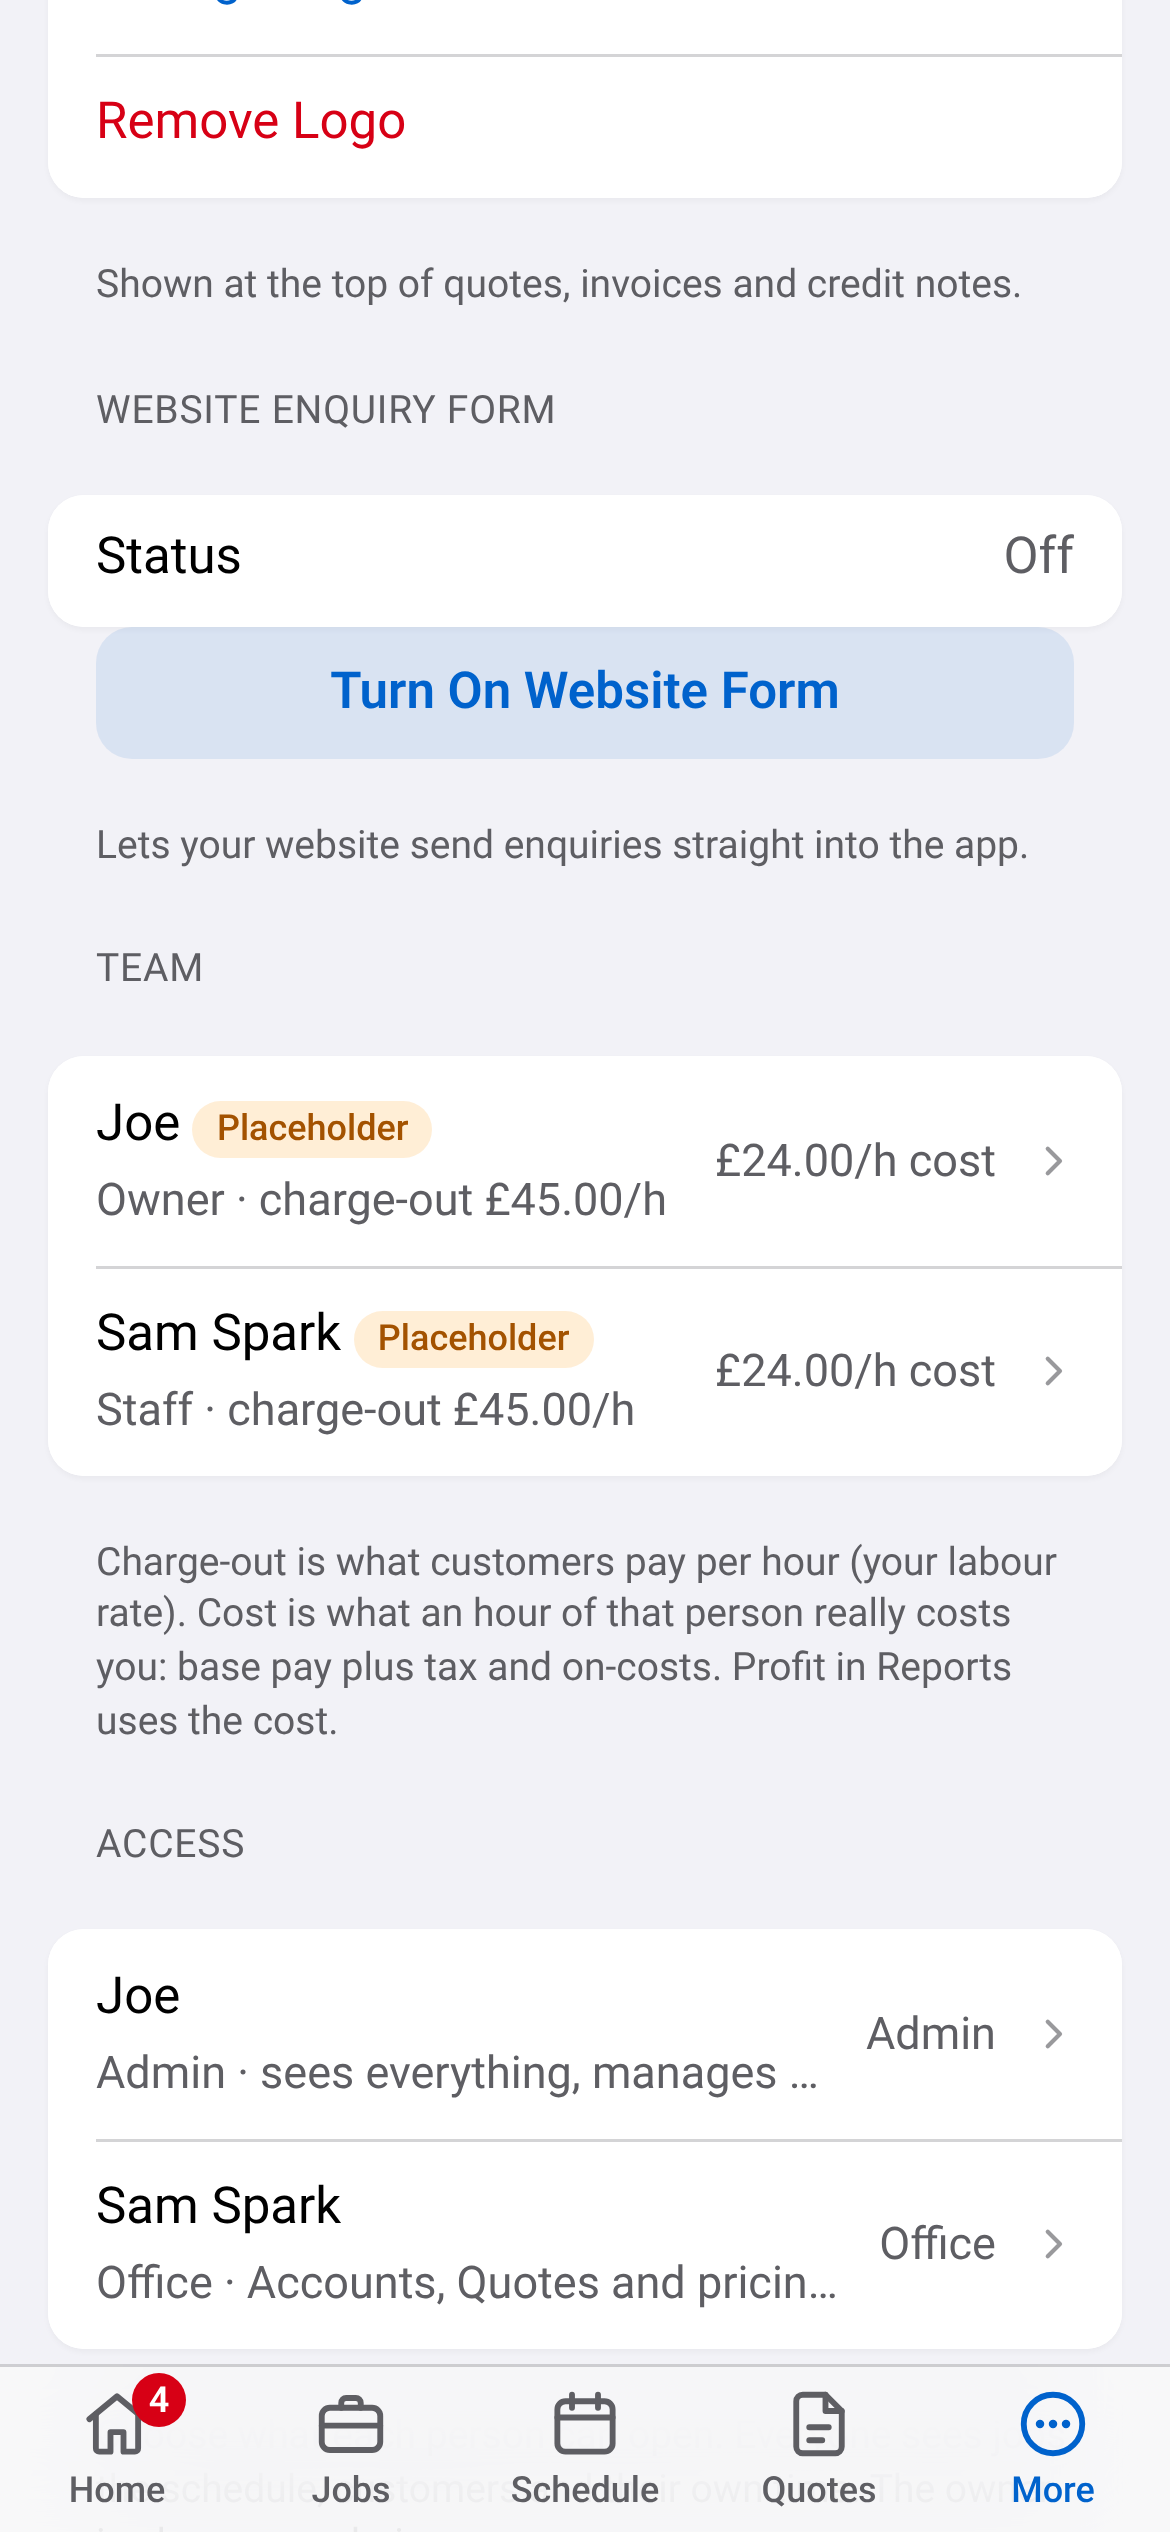 Remove Logo
Shown at the top of quotes, invoices and credit notes.
WEBSITE ENQUIRY FORM
Status Off
Turn On Website Form
Lets your website send enquiries straight into the app.
TEAM
Joe Placeholder
Owner · charge-out £45.00/h
£24.00/h cost
Sam Spark Placeholder
Staff · charge-out £45.00/h
£24.00/h cost
Charge-out is what customers pay per hour (your labour
rate). Cost is what an hour of that person really costs
you: base pay plus tax and on-costs. Profit in Reports
uses the cost.
ACCESS
Joe
Admin · sees everything, manages ...
Admin
Sam Spark
Office · Accounts, Quotes and pricin...
Office
4
Home Jobs Schedule Quotes More